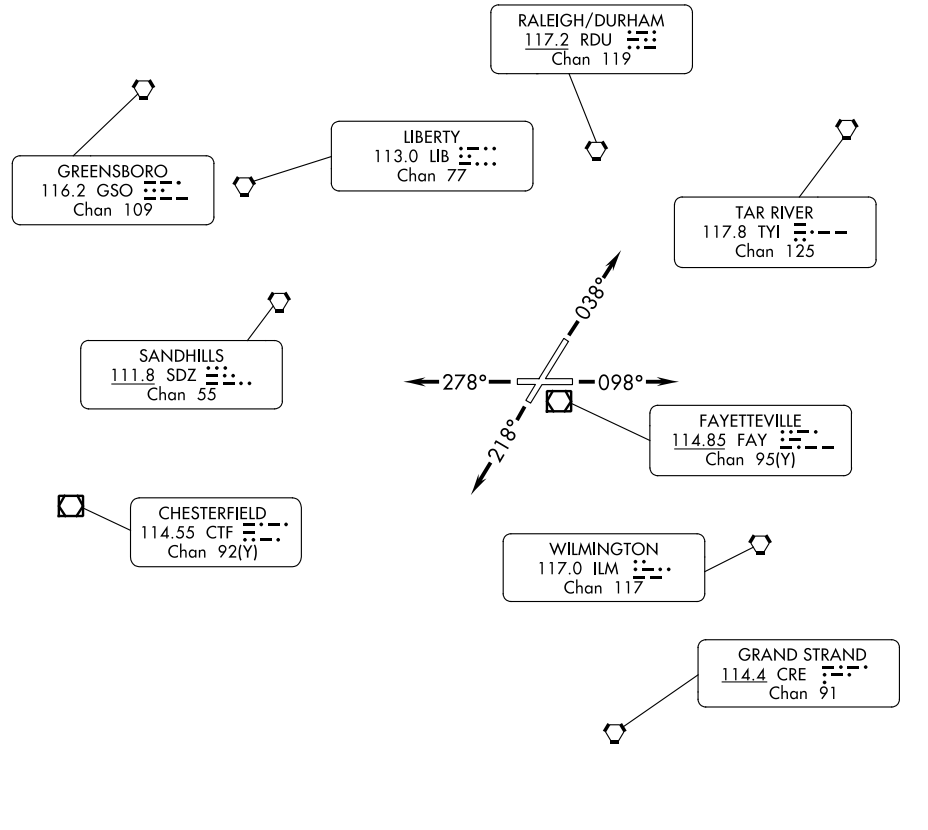 RALEIGH/DURHAM
117.2 RDU
Chan 119
LIBERTY
113.0 LIB
Chan 77
GREENSBORO
116.2 GSO
Chan 109
TAR RIVER
117.8 TYI
Chan 125
038°
SANDHILLS
111.8 SDZ
Chan 55
278°
098°
218°
FAYETTEVILLE
114.85 FAY
Chan 95(Y)
CHESTERFIELD
114.55 CTF
Chan 92(Y)
WILMINGTON
117.0 ILM
Chan 117
GRAND STRAND
114.4 CRE
Chan 91